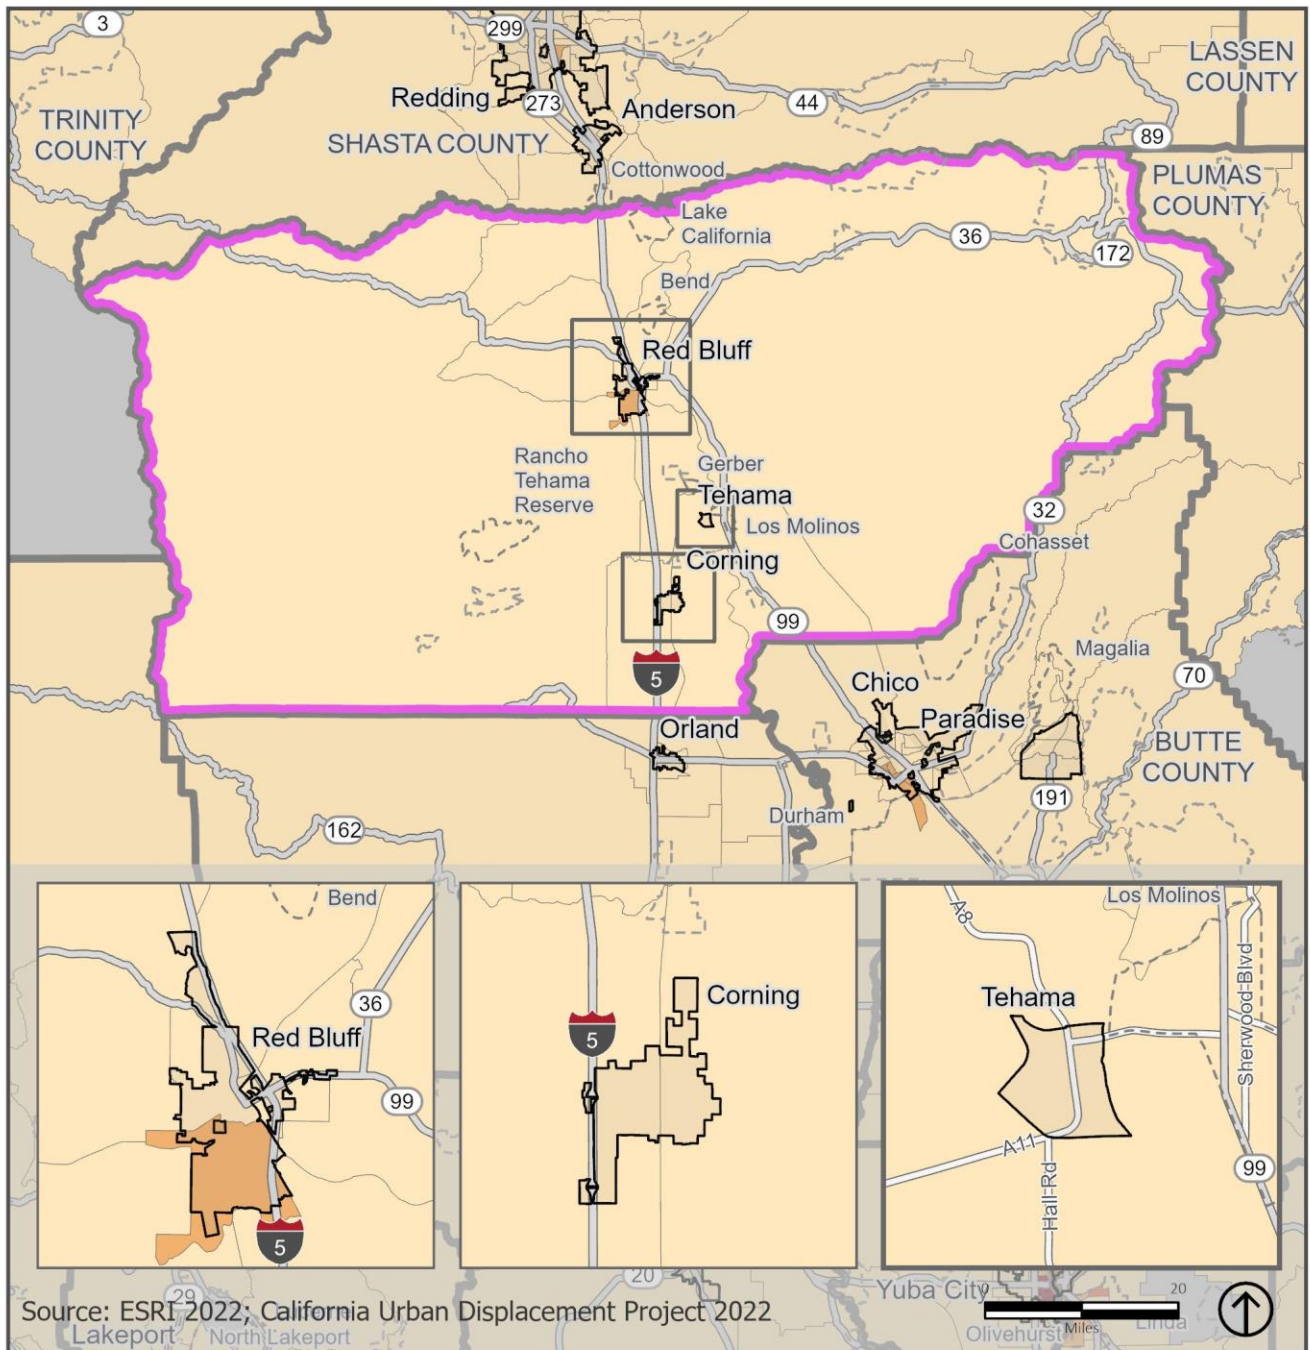 3
299
LASSEN
COUNTY
Redding
273
Anderson
44
TRINITY
COUNTY
SHASTA COUNTY
89
Cottonwood
PLUMAS
COUNTY
Lake
California
36
172
Bend
Red Bluff
Rancho
Tehama
Reserve
Gerber
Tehama
Los Molinos
32
Cohasset
Corning
99
5
Magalia
70
Chico
Paradise
Orland
BUTTE
COUNTY
191
Durham
162
Bend
36
Red Bluff
99
5
Corning
5
Los Molinos
A8
Tehama
Sherwood Blvd
A11
Hall Rd
99
20
29
Yuba City
0
20
Source: ESRI 2022; California Urban Displacement Project 2022
Miles
Lakeport
North Lakeport
Olivehurst
Linda